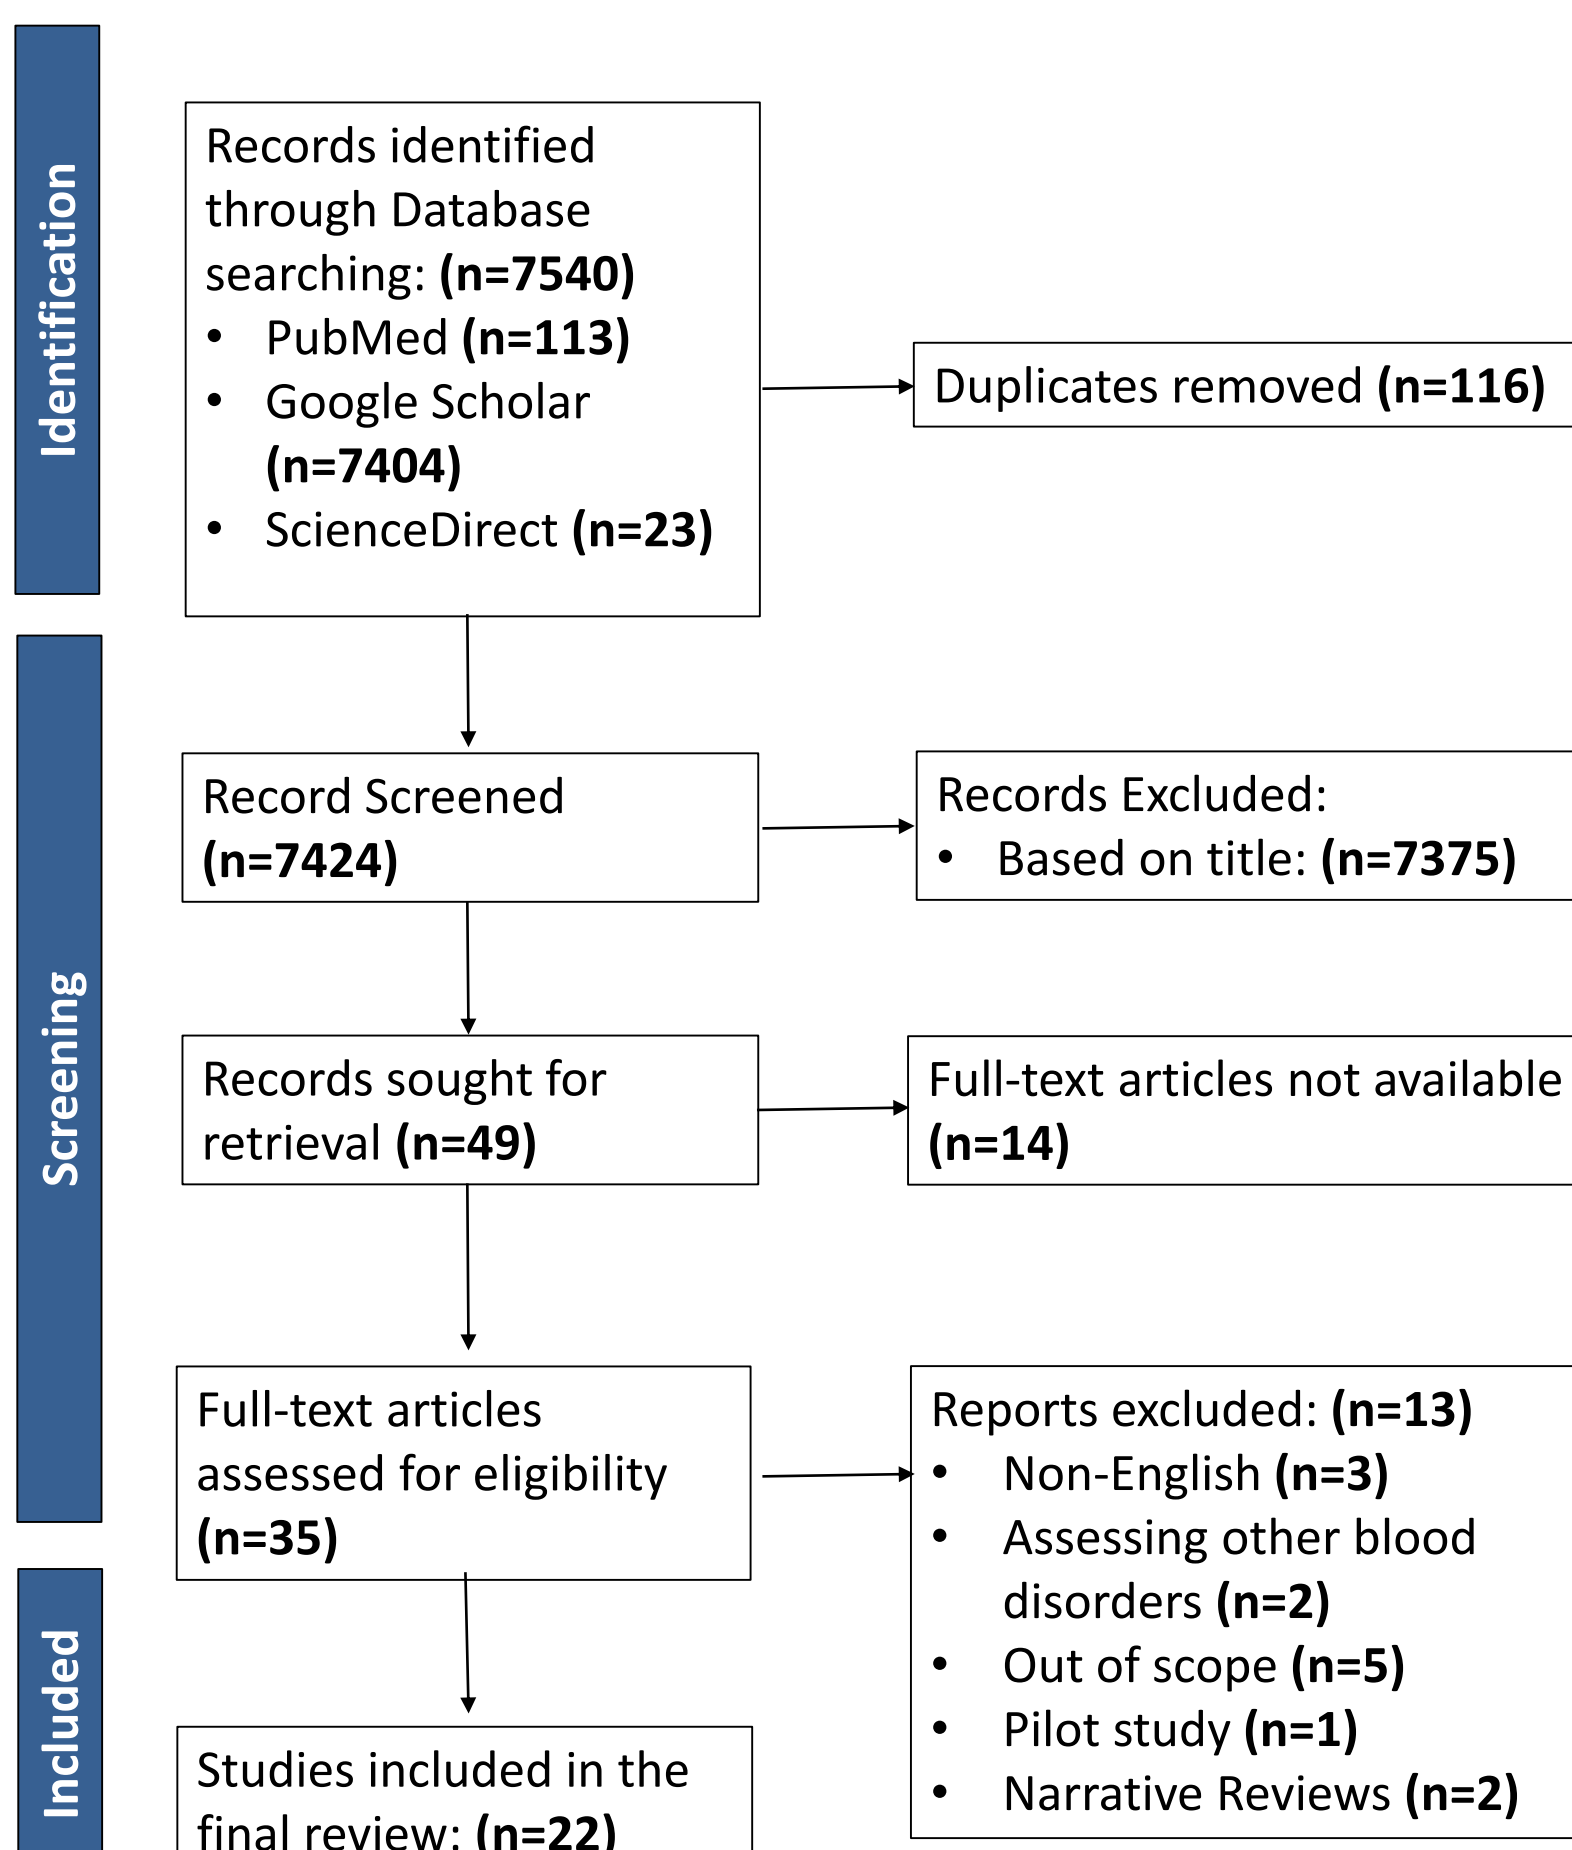 Identification
Records identified
through Database
searching: (n=7540)
• PubMed (n=113)
• Google Scholar
(n=7404)
• ScienceDirect (n=23)
Duplicates removed (n=116)
Screening
Record Screened
(n=7424)
Records Excluded:
• Based on title: (n=7375)
Records sought for
retrieval (n=49)
Full-text articles not available
(n=14)
Full-text articles
assessed for eligibility
(n=35)
Reports excluded: (n=13)
• Non-English (n=3)
• Assessing other blood
disorders (n=2)
• Out of scope (n=5)
• Pilot study (n=1)
• Narrative Reviews (n=2)
Included
Studies included in the
final review: (n=22)